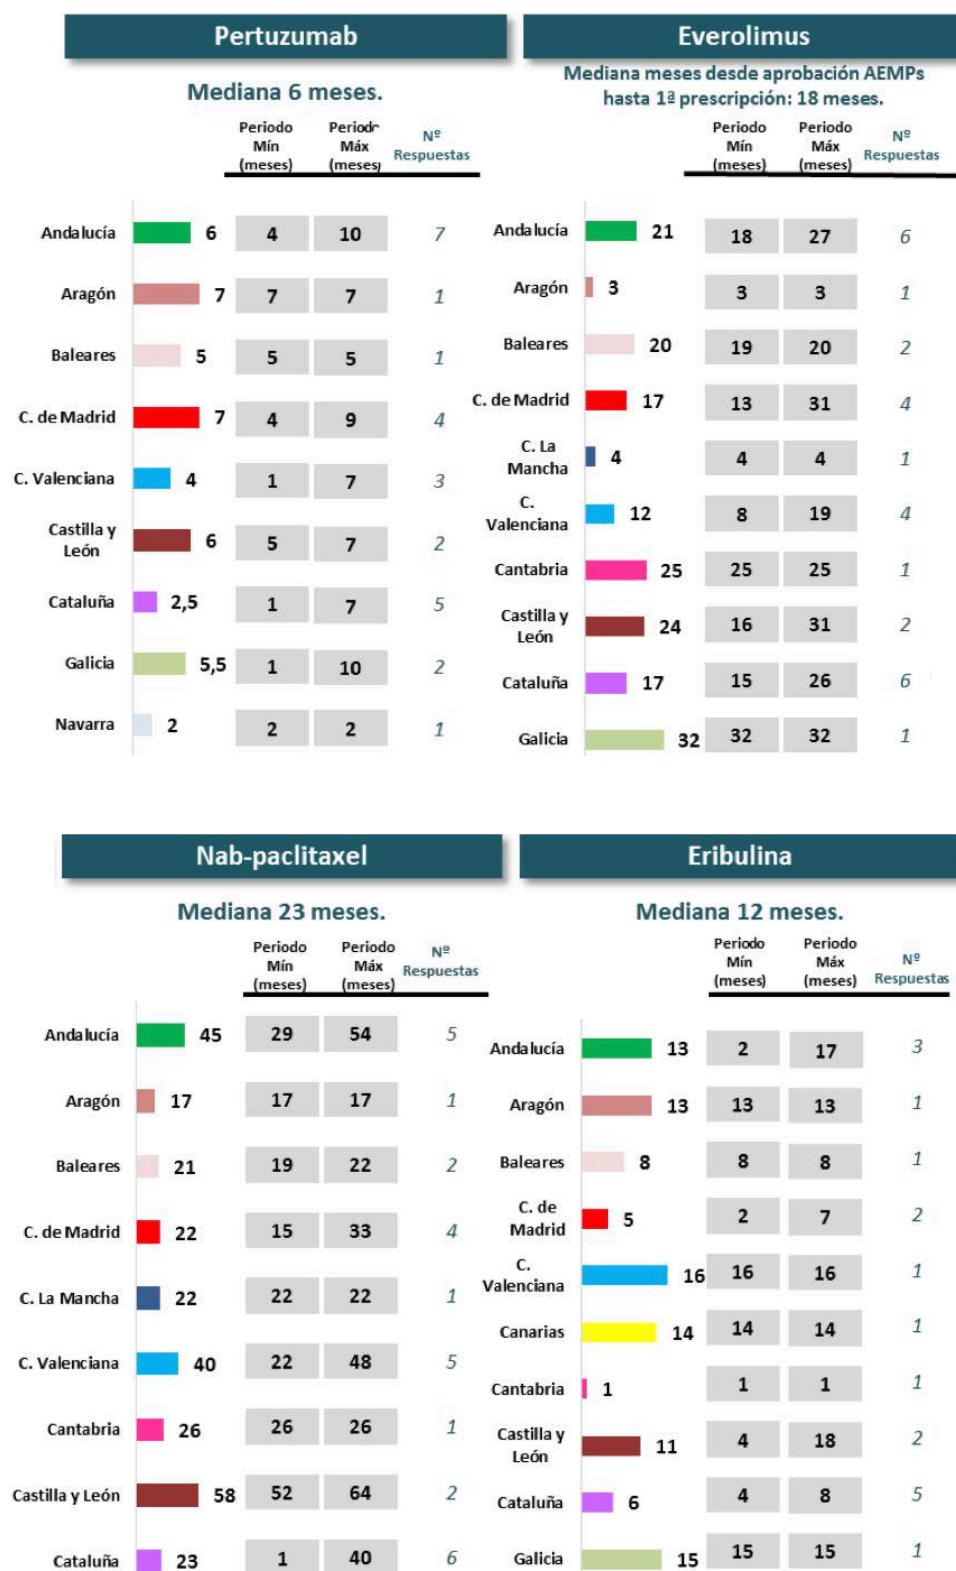 Pertuzumab
Mediana 6 meses.
Periodo Mín (meses) Periodo Máx (meses) Nº Respuestas
Andalucía 6 4 10 7
Aragón 7 7 7 1
Baleares 5 5 5 1
C. de Madrid 7 4 9 4
C. Valenciana 4 1 7 3
Castilla y León 6 5 7 2
Cataluña 2,5 1 7 5
Galicia 5,5 1 10 2
Navarra 2 2 2 1
Everolimus
Mediana meses desde aprobación AEMPs
hasta 1ª prescripción: 18 meses.
Periodo Mín (meses) Periodo Máx (meses) Nº Respuestas
Andalucía 21 18 27 6
Aragón 3 3 3 1
Baleares 20 19 20 2
C. de Madrid 17 13 31 4
C. La Mancha 4 4 4 1
C. Valenciana 12 8 19 4
Cantabria 25 25 25 1
Castilla y León 24 16 31 2
Cataluña 17 15 26 6
Galicia 32 32 32 1
Nab-paclitaxel
Mediana 23 meses.
Periodo Mín (meses) Periodo Máx (meses) Nº Respuestas
Andalucía 45 29 54 5
Aragón 17 17 17 1
Baleares 21 19 22 2
C. de Madrid 22 15 33 4
C. La Mancha 22 22 22 1
C. Valenciana 40 22 48 5
Cantabria 26 26 26 1
Castilla y León 58 52 64 2
Cataluña 23 1 40 6
Eribulina
Mediana 12 meses.
Periodo Mín (meses) Periodo Máx (meses) Nº Respuestas
Andalucía 13 2 17 3
Aragón 13 13 13 1
Baleares 8 8 8 1
C. de Madrid 5 2 7 2
C. Valenciana 16 16 16 1
Canarias 14 14 14 1
Cantabria 1 1 1 1
Castilla y León 11 4 18 2
Cataluña 6 4 8 5
Galicia 15 15 15 1